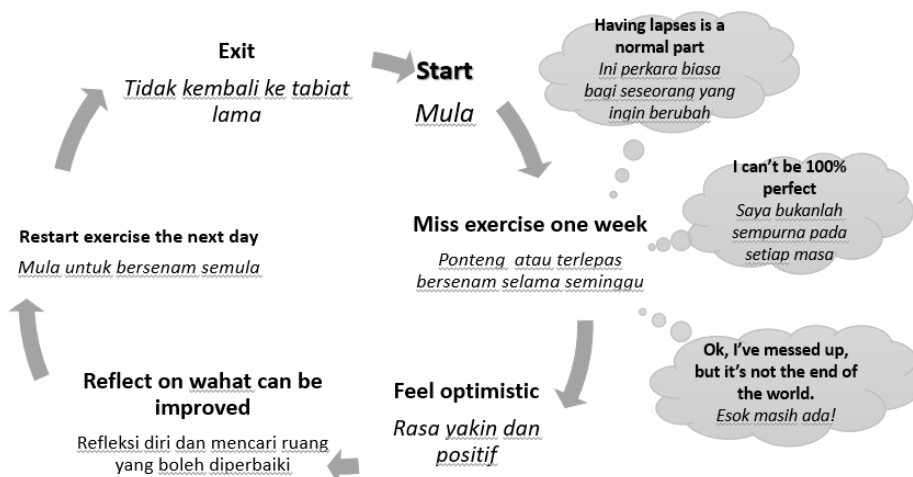 Exit
Tidak kembali ke tabiat
lama
Start
Mula
Having lapses is a
normal part
Ini perkara biasa
bagi seseorang yang
ingin berubah
I can't be 100%
perfect
Saya bukanlah
sempurna pada
setiap masa
Miss exercise one week
Ponteng atau terlepas
bersenam selama seminggu
Ok, I've messed up,
but it's not the end of
the world.
Esok masih ada!
Feel optimistic
Rasa yakin dan
positif
Reflect on wahat can be
improved
Refleksi diri dan mencari ruang
yang boleh diperbaiki
Restart exercise the next day
Mula untuk bersenam semula